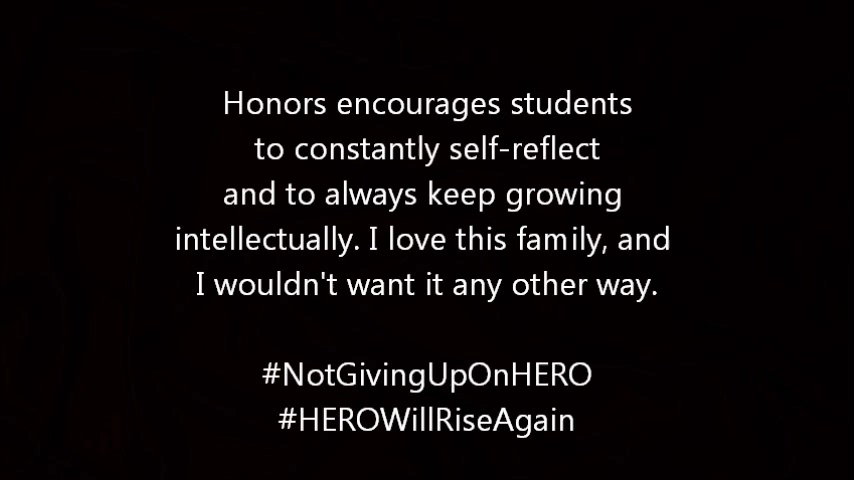 Honors encourages students
to constantly self-reflect
and to always keep growing
intellectually. I love this family, and
I wouldn't want it any other way.
#NotGivingUpOnHERO
#HEROWillRiseAgain